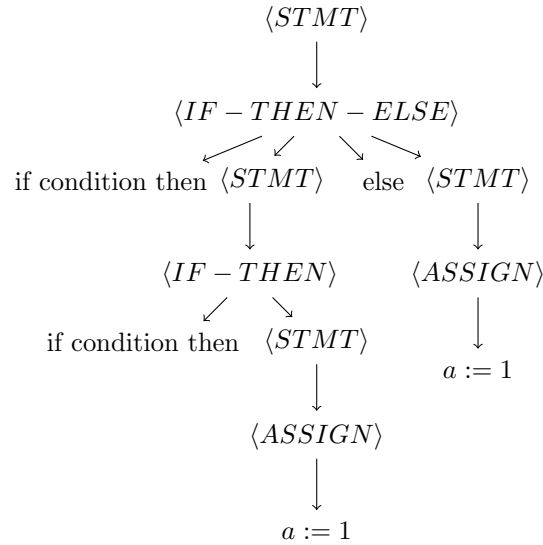 ⟨STMT⟩
⟨IF − THEN − ELSE⟩
if condition then ⟨STMT⟩ else ⟨STMT⟩
⟨IF − THEN⟩ ⟨ASSIGN⟩
if condition then ⟨STMT⟩
a := 1
⟨ASSIGN⟩
a := 1